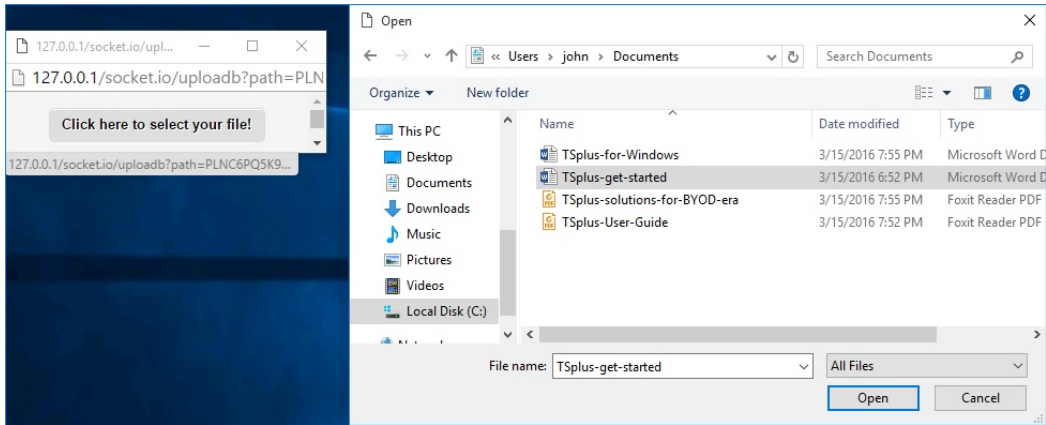 127.0.0.1/socket.io/upl...
127.0.0.1/socket.io/uploadb?path=PLN
Click here to select your file!
127.0.0.1/socket.io/uploadb?path=PLNC6PQ5K9...
Open
« Users › john › Documents
Search Documents
Organize
New folder
This PC
Desktop
Documents
Downloads
Music
Pictures
Videos
Local Disk (C:)
Name Date modified Type
TSplus-for-Windows 3/15/2016 7:55 PM Microsoft Word D
TSplus-get-started 3/15/2016 6:52 PM Microsoft Word D
TSplus-solutions-for-BYOD-era 3/15/2016 7:55 PM Foxit Reader PDF
TSplus-User-Guide 3/15/2016 7:52 PM Foxit Reader PDF
File name: TSplus-get-started All Files
Open Cancel